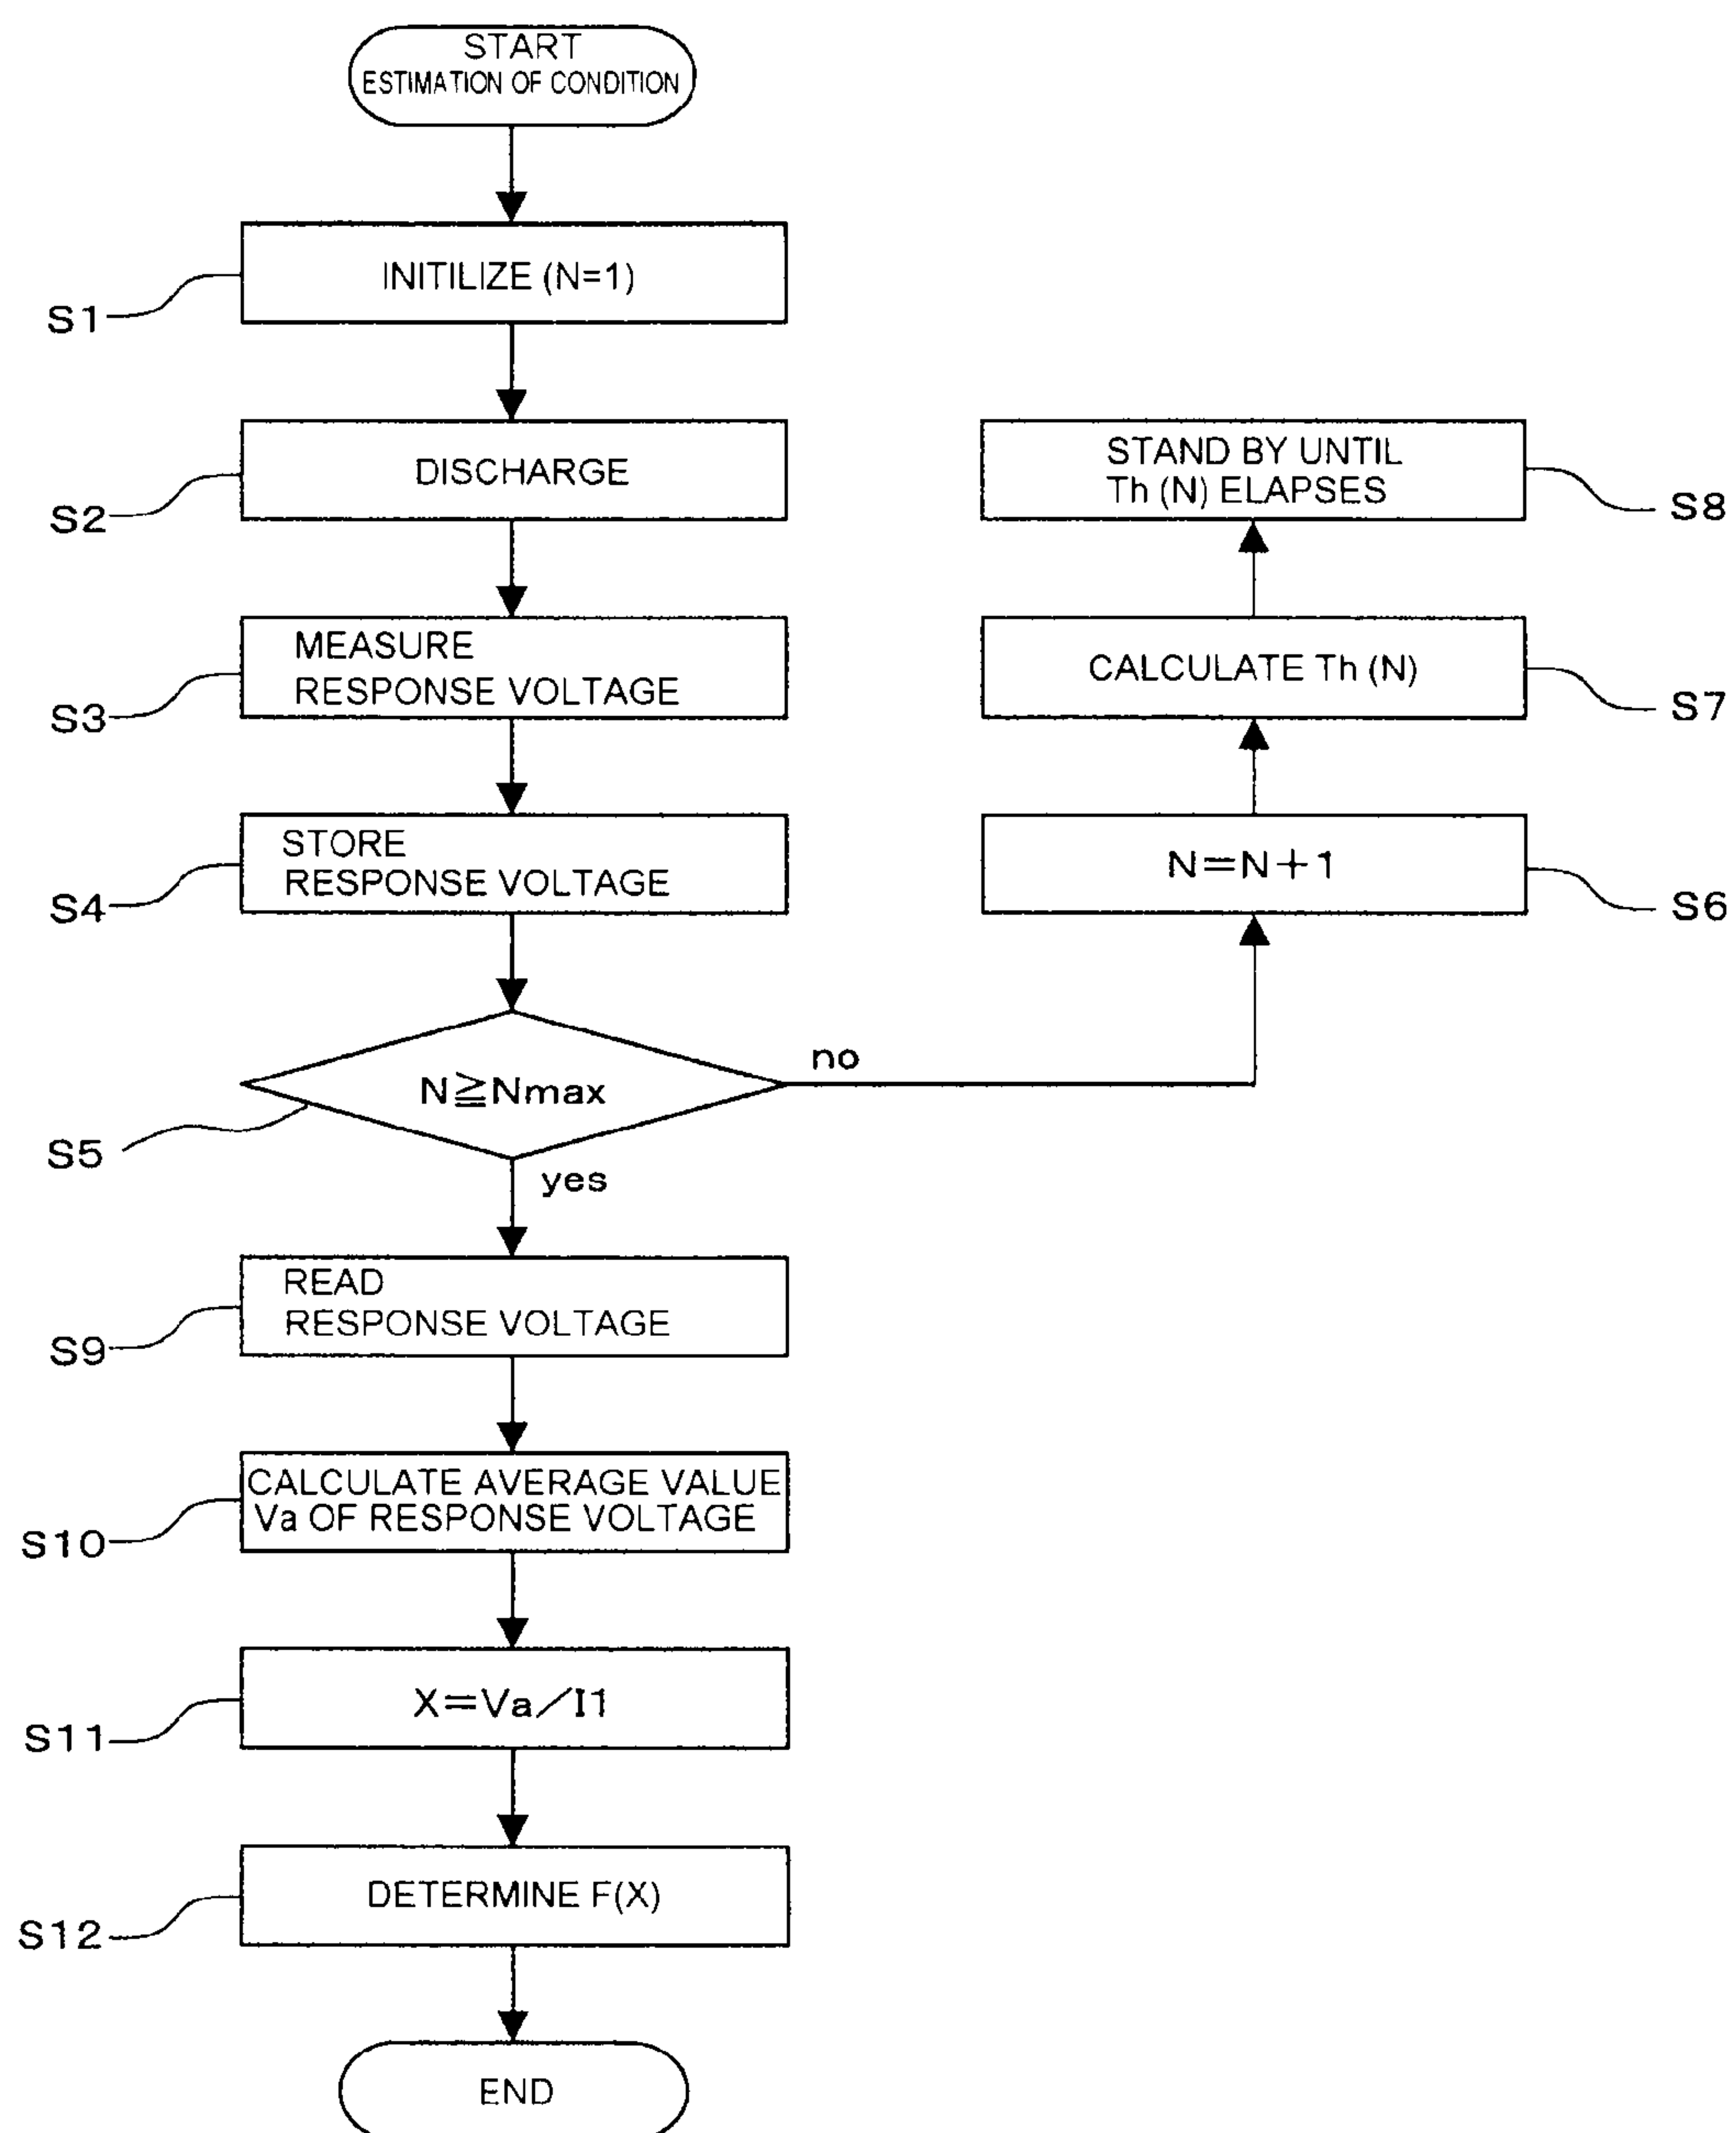 START
ESTIMATION OF CONDITION
S1
INITILIZE (N=1)
S2
DISCHARGE
S3
MEASURE
RESPONSE VOLTAGE
S4
STORE
RESPONSE VOLTAGE
S5
N≧Nmax
no
yes
S6
N=N+1
S7
CALCULATE Th (N)
S8
STAND BY UNTIL
Th (N) ELAPSES
S9
READ
RESPONSE VOLTAGE
S10
CALCULATE AVERAGE VALUE
Va OF RESPONSE VOLTAGE
S11
X=Va/I1
S12
DETERMINE F(X)
END